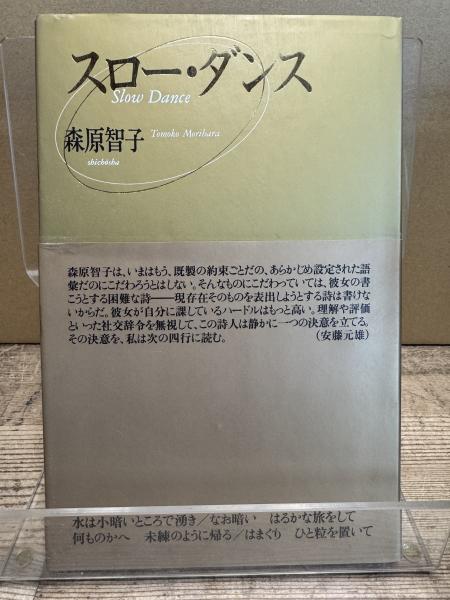 スロー・ダンス
Slow Dance
森原智子 Tomoko Morihara
shichōsha
森原智子は、いまはもう、既製の約束ごとだの、あらかじめ設定された語
彙だのにこだわろうとはしない。そんなものにこだわっていては、彼女の書
こうとする困難な詩――現存在そのものを表出しようとする詩は書けな
いからだ。彼女が自分に課しているハードルはもっと高い。理解や評価
といった社交辞令を無視して、この詩人は静かに一つの決意を立てる。
その決意を、私は次の四行に読む。 (安藤元雄)
水は小暗いところで湧き/なお暗い はるかな旅をして
何ものかへ 未練のように帰る/はまぐり ひと粒を置いて